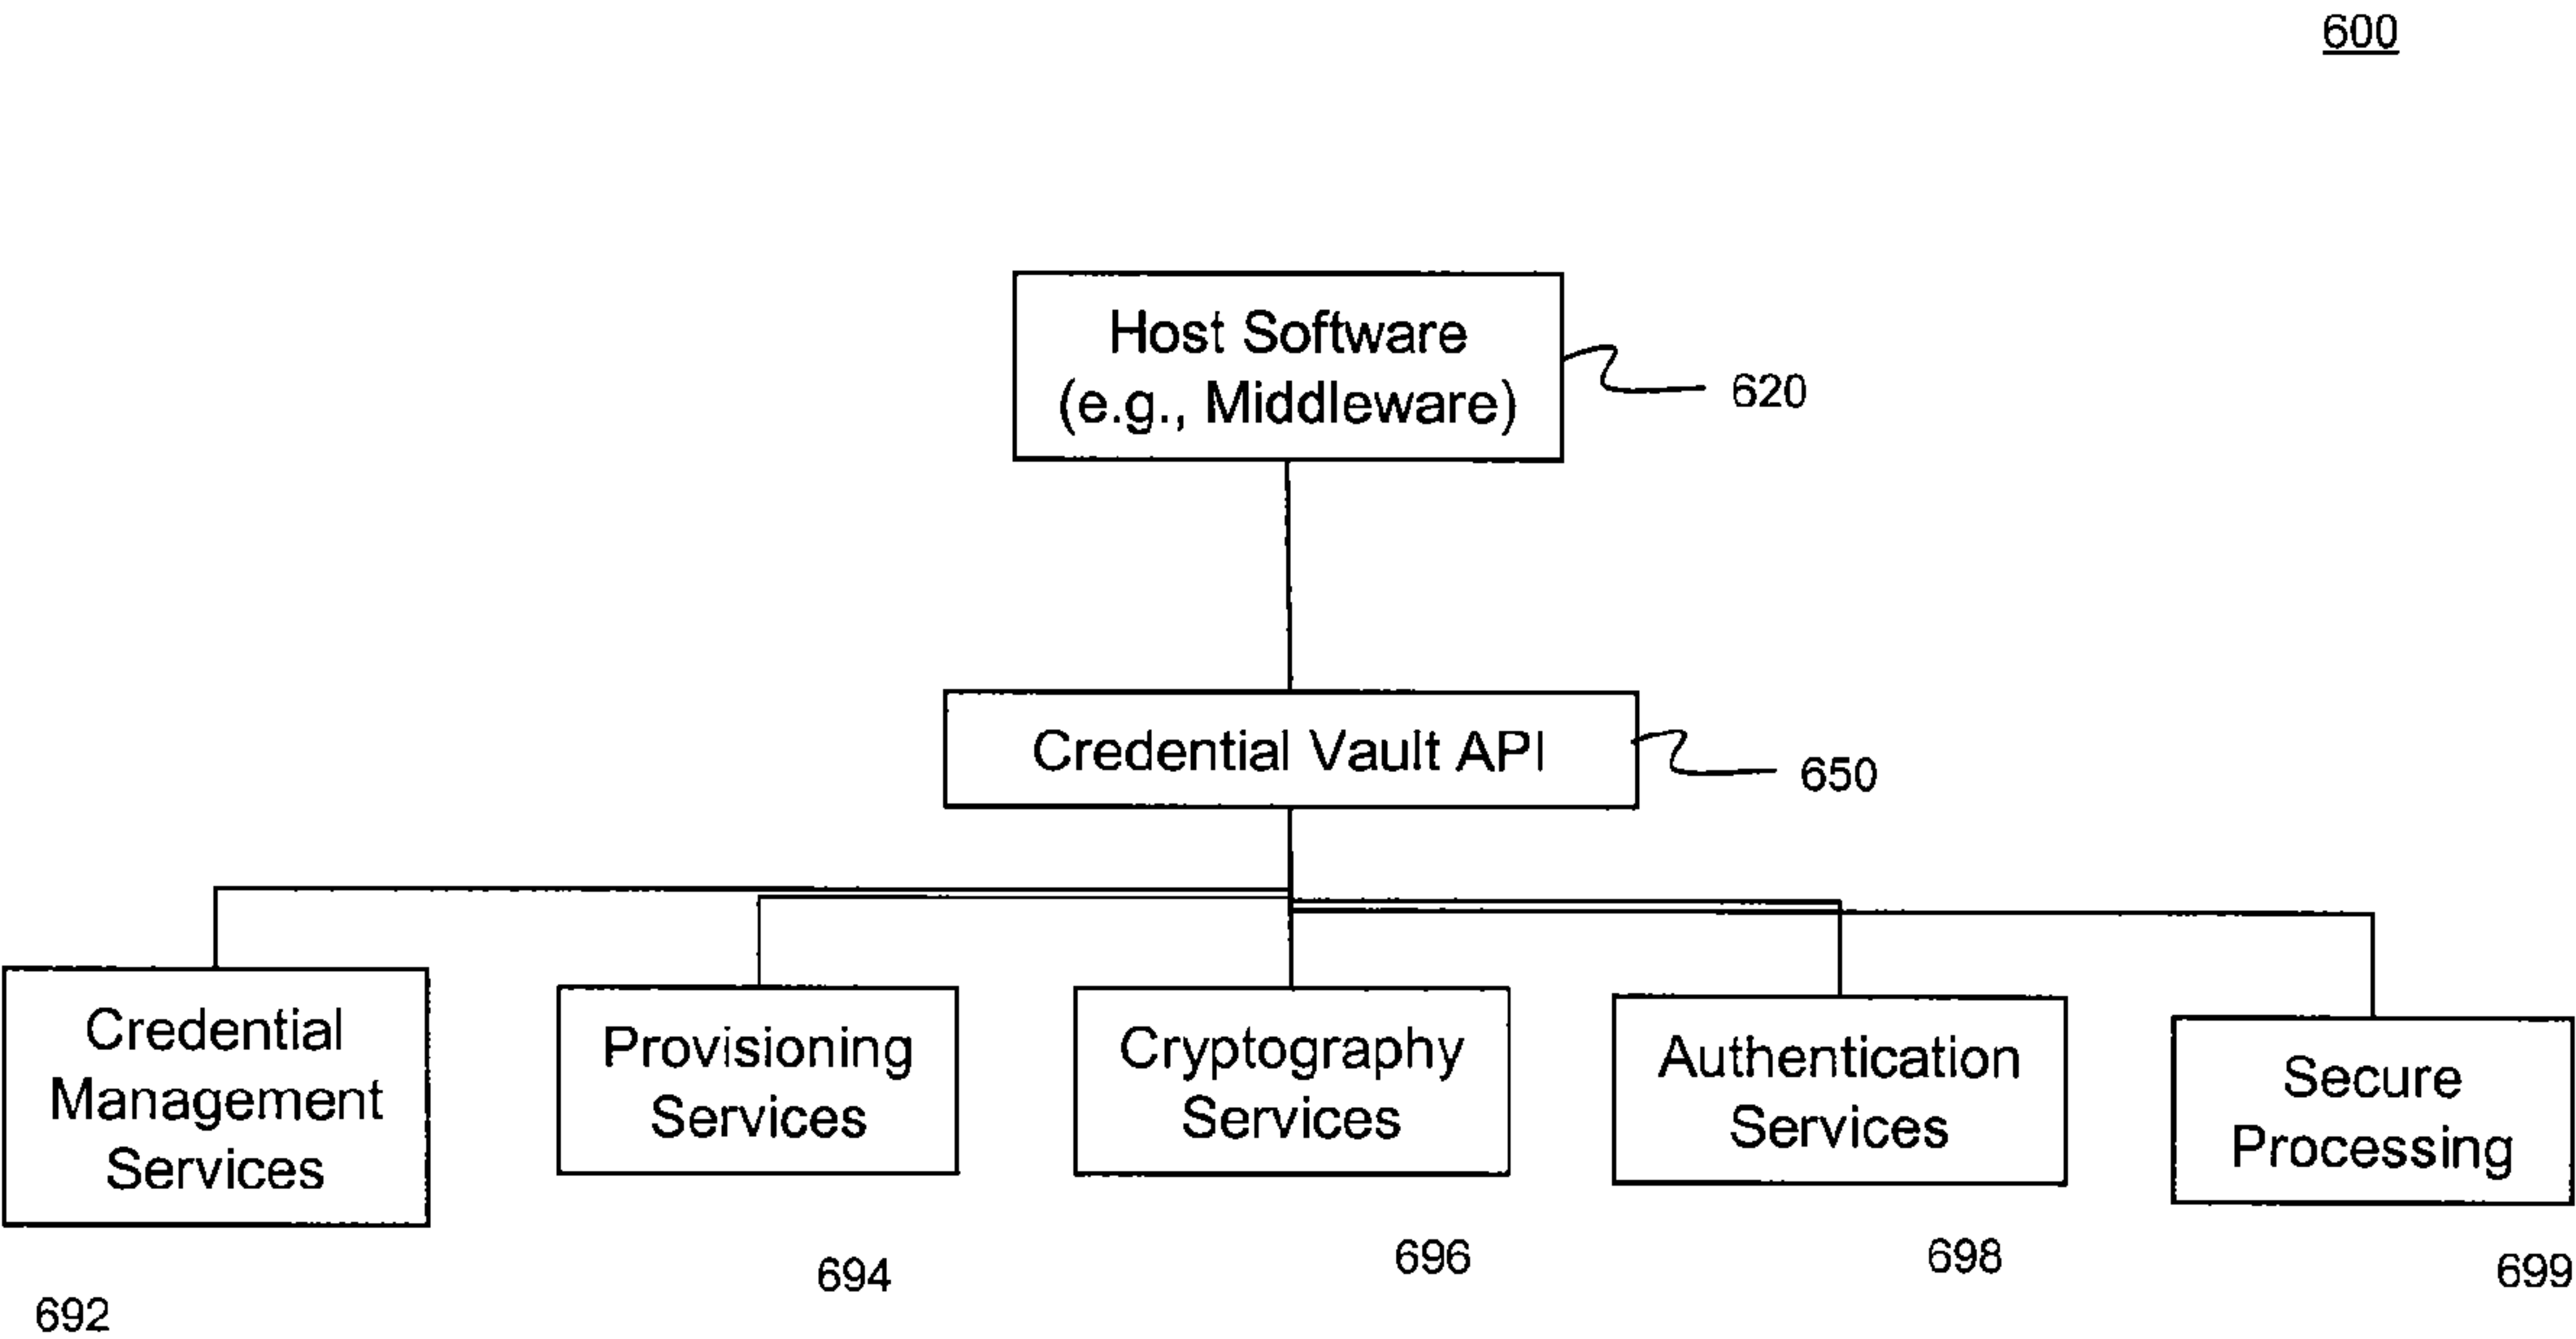 600
Host Software
(e.g., Middleware)
620
Credential Vault API
650
Credential
Management
Services
692
Provisioning
Services
694
Cryptography
Services
696
Authentication
Services
698
Secure
Processing
699